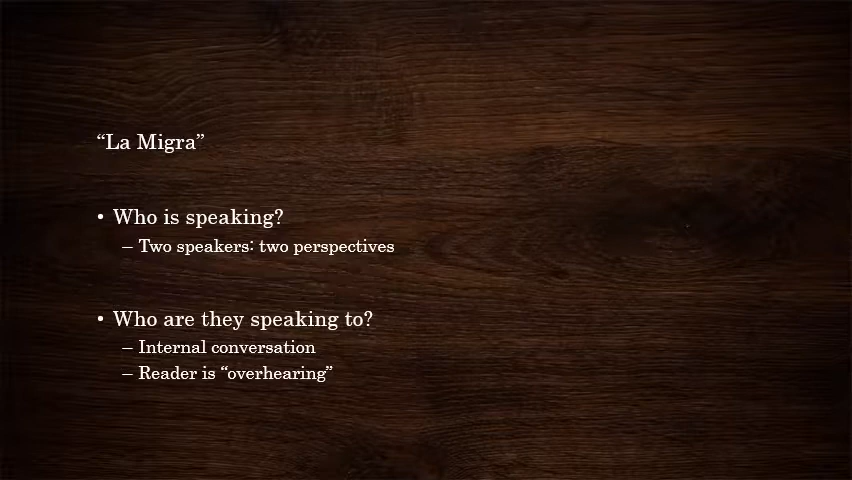 “La Migra”
• Who is speaking?
– Two speakers: two perspectives
• Who are they speaking to?
– Internal conversation
– Reader is “overhearing”